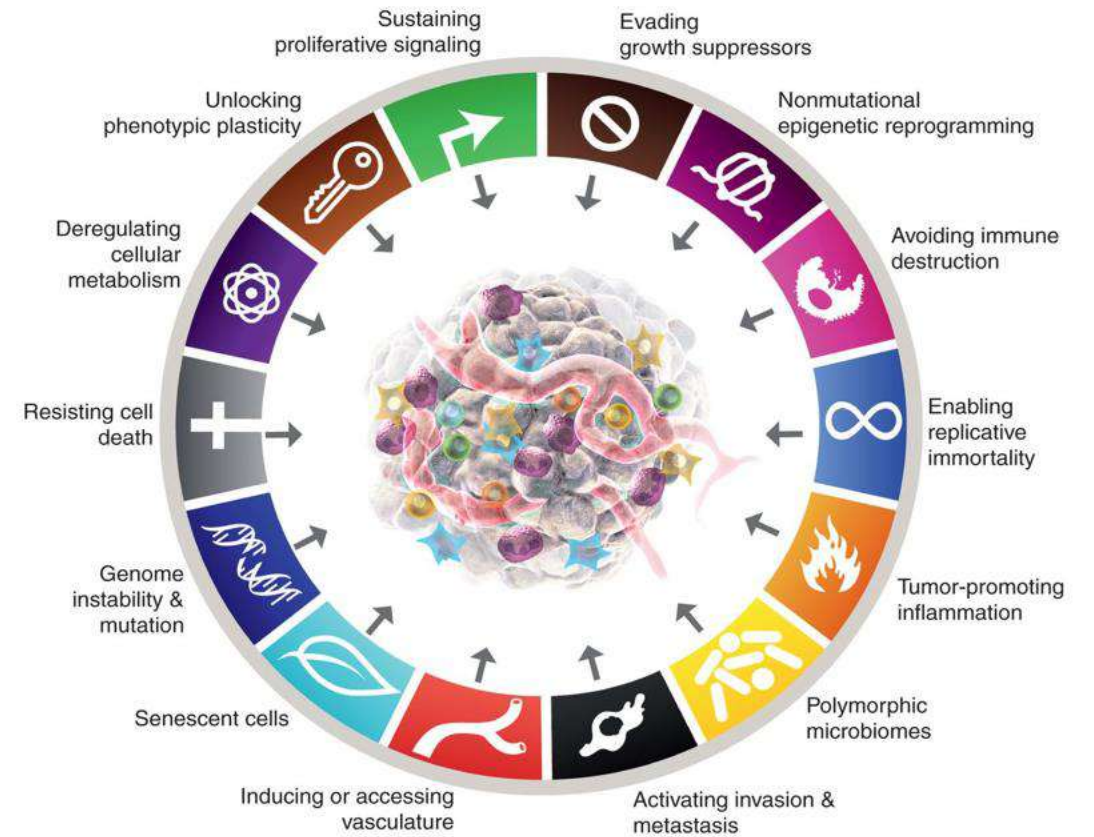 Sustaining
proliferative signaling
Evading
growth suppressors
Nonmutational
epigenetic reprogramming
Avoiding immune
destruction
Enabling
replicative
immortality
Tumor-promoting
inflammation
Polymorphic
microbiomes
Activating invasion &
metastasis
Inducing or accessing
vasculature
Senescent cells
Genome
instability &
mutation
Resisting cell
death
Deregulating
cellular
metabolism
Unlocking
phenotypic plasticity